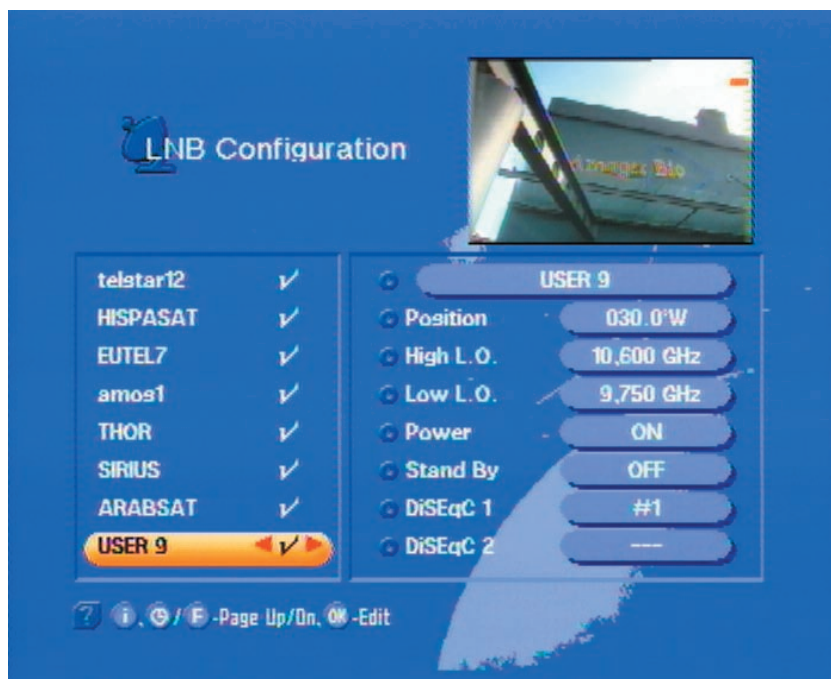 LNB Configuration
telstar12 ✓
HISPASAT ✓
EUTEL7 ✓
amos1 ✓
THOR ✓
SIRIUS ✓
ARABSAT ✓
USER 9 ✓
USER 9
Position 030.0°W
High L.O. 10,600 GHz
Low L.O. 9,750 GHz
Power ON
Stand By OFF
DiSEqC 1 #1
DiSEqC 2 ---
? i, / F -Page Up/Dn, OK -Edit